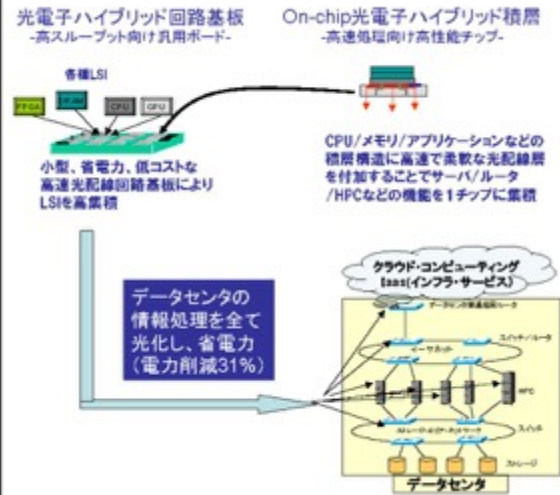 光電子ハイブリッド回路基板
-高スループット向け汎用ボード-
On-chip光電子ハイブリッド積層
-高速処理向け高性能チップ-
各種LSI
FPGA
CPU
GPU
小型、省電力、低コストな
高速光配線回路基板により
LSIを高集積
CPU/メモリ/アプリケーションなどの
積層構造に高速で柔軟な光配線層
を付加することでサーバ/ルータ
/HPCなどの機能を1チップに集積
データセンタの
情報処理を全て
光化し、省電力
(電力削減31%)
クラウド・コンピューティング
Iaas(インフラ・サービス)
スイッチ/ルータ
イーサネット
HPC
スイッチ
ストレージ
データセンタ